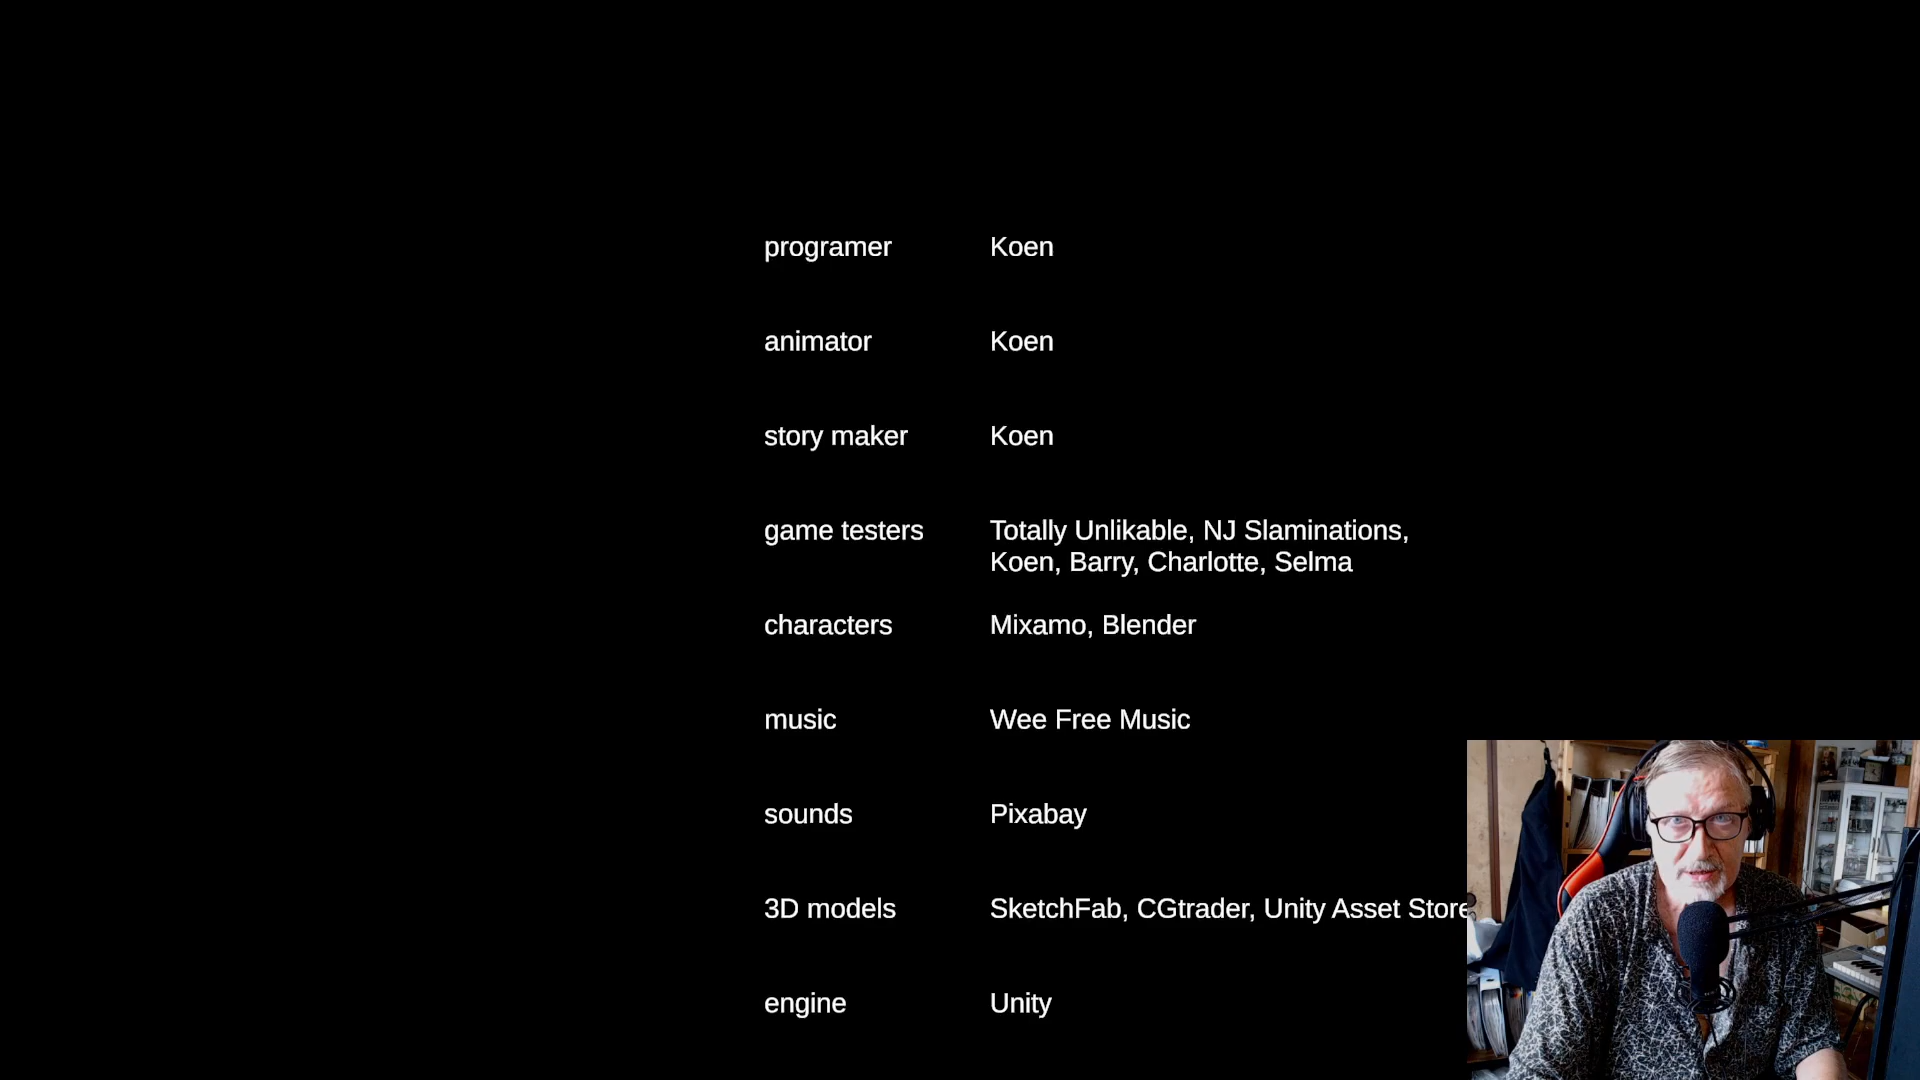 programer Koen
animator Koen
story maker Koen
game testers Totally Unlikable, NJ Slaminations,
Koen, Barry, Charlotte, Selma
characters Mixamo, Blender
music Wee Free Music
sounds Pixabay
3D models SketchFab, CGtrader, Unity Asset Store
engine Unity